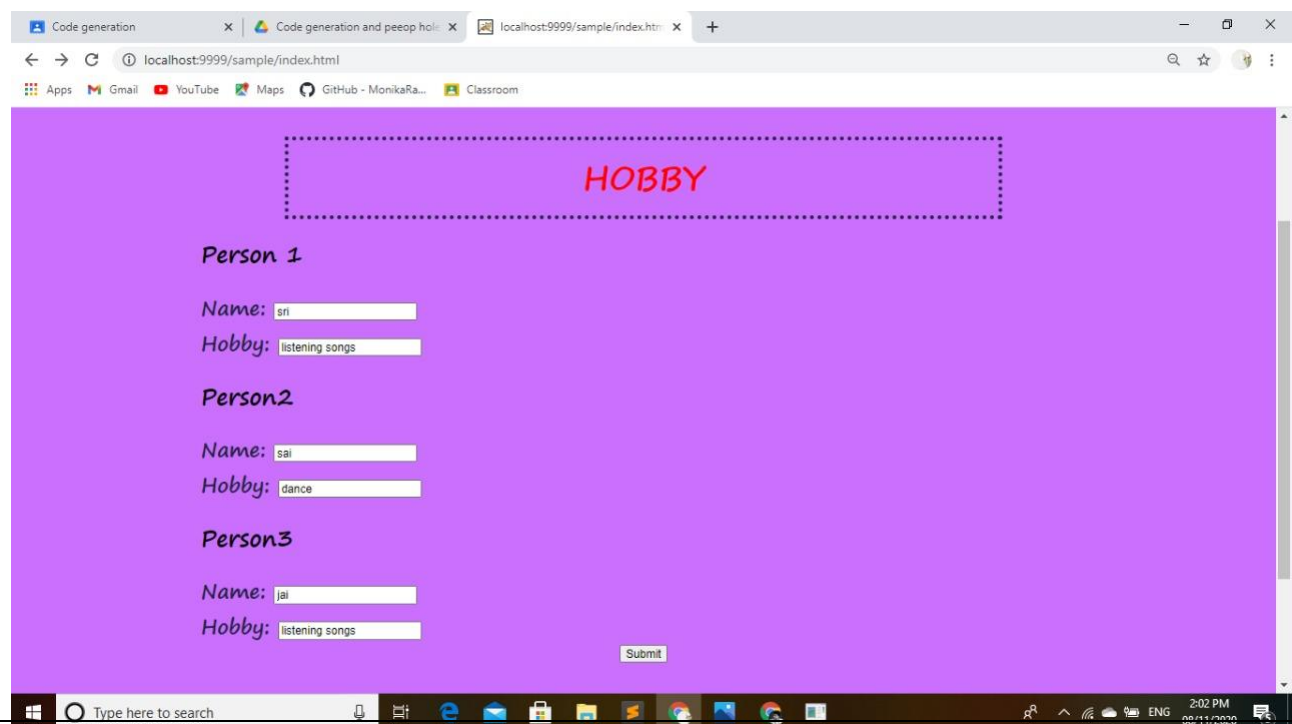 Code generation
Code generation and peeop hole
localhost:9999/sample/index.htm
localhost:9999/sample/index.html
Apps Gmail YouTube Maps GitHub - MonikaRa... Classroom
HOBBY
Person 1
Name: sri
Hobby: listening songs
Person2
Name: sai
Hobby: dance
Person3
Name: jai
Hobby: listening songs
Submit
Type here to search
ENG
2:02 PM